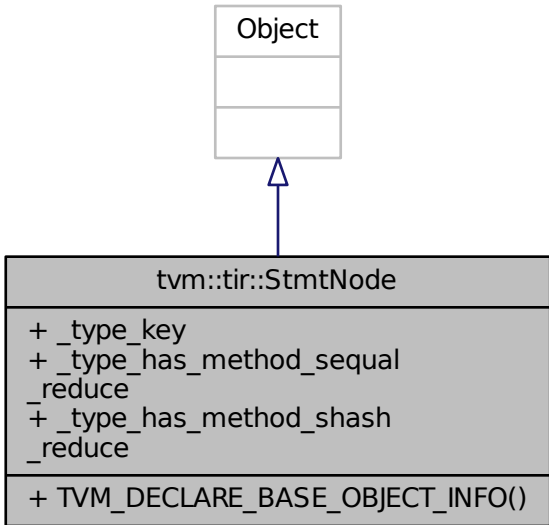 Object
tvm::tir::StmtNode
+ _type_key
+ _type_has_method_sequal
_reduce
+ _type_has_method_shash
_reduce
+ TVM_DECLARE_BASE_OBJECT_INFO()